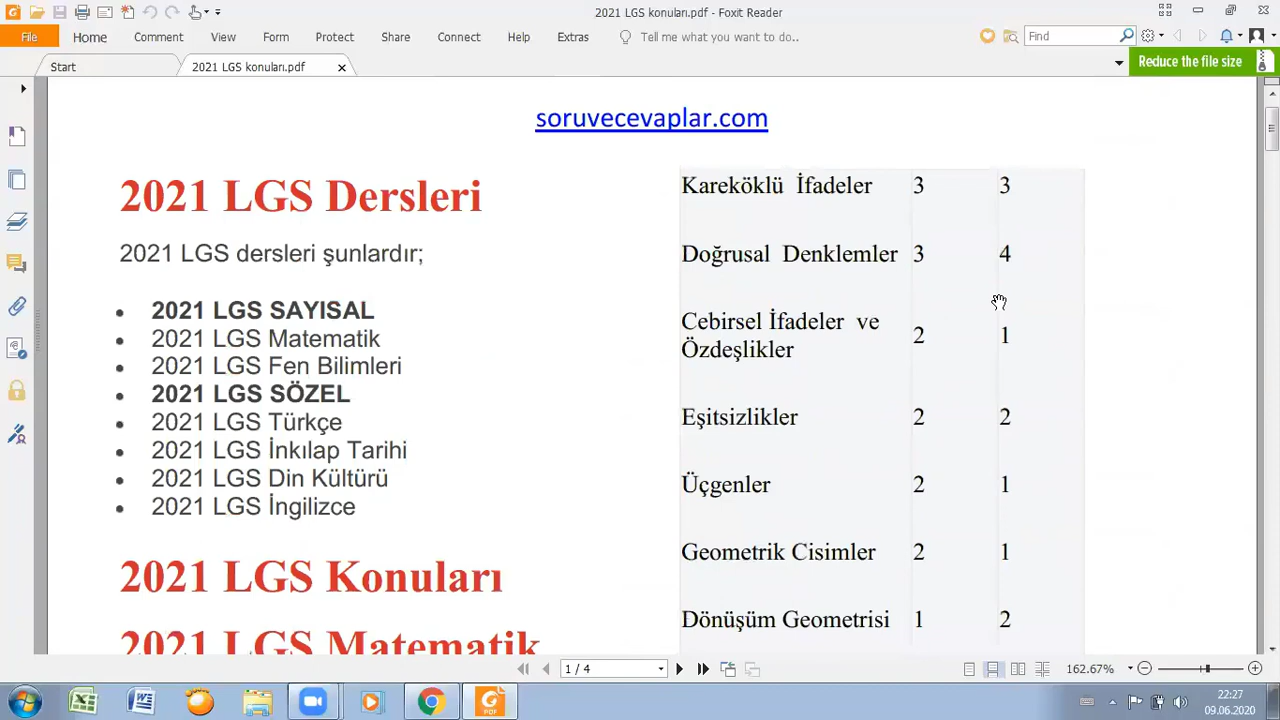 2021 LGS konuları.pdf - Foxit Reader
File Home Comment View Form Protect Share Connect Help Extras Tell me what you want to do.. Find
Start 2021 LGS konuları.pdf Reduce the file size
soruvecevaplar.com
2021 LGS Dersleri
2021 LGS dersleri şunlardır;
2021 LGS SAYISAL
2021 LGS Matematik
2021 LGS Fen Bilimleri
2021 LGS SÖZEL
2021 LGS Türkçe
2021 LGS İnkılap Tarihi
2021 LGS Din Kültürü
2021 LGS İngilizce
2021 LGS Konuları
2021 LGS Matematik
Kareköklü İfadeler 3 3
Doğrusal Denklemler 3 4
Cebirsel İfadeler ve
Özdeşlikler 2 1
Eşitsizlikler 2 2
Üçgenler 2 1
Geometrik Cisimler 2 1
Dönüşüm Geometrisi 1 2
1 / 4 162.67%
PDF
22:27
09.06.2020